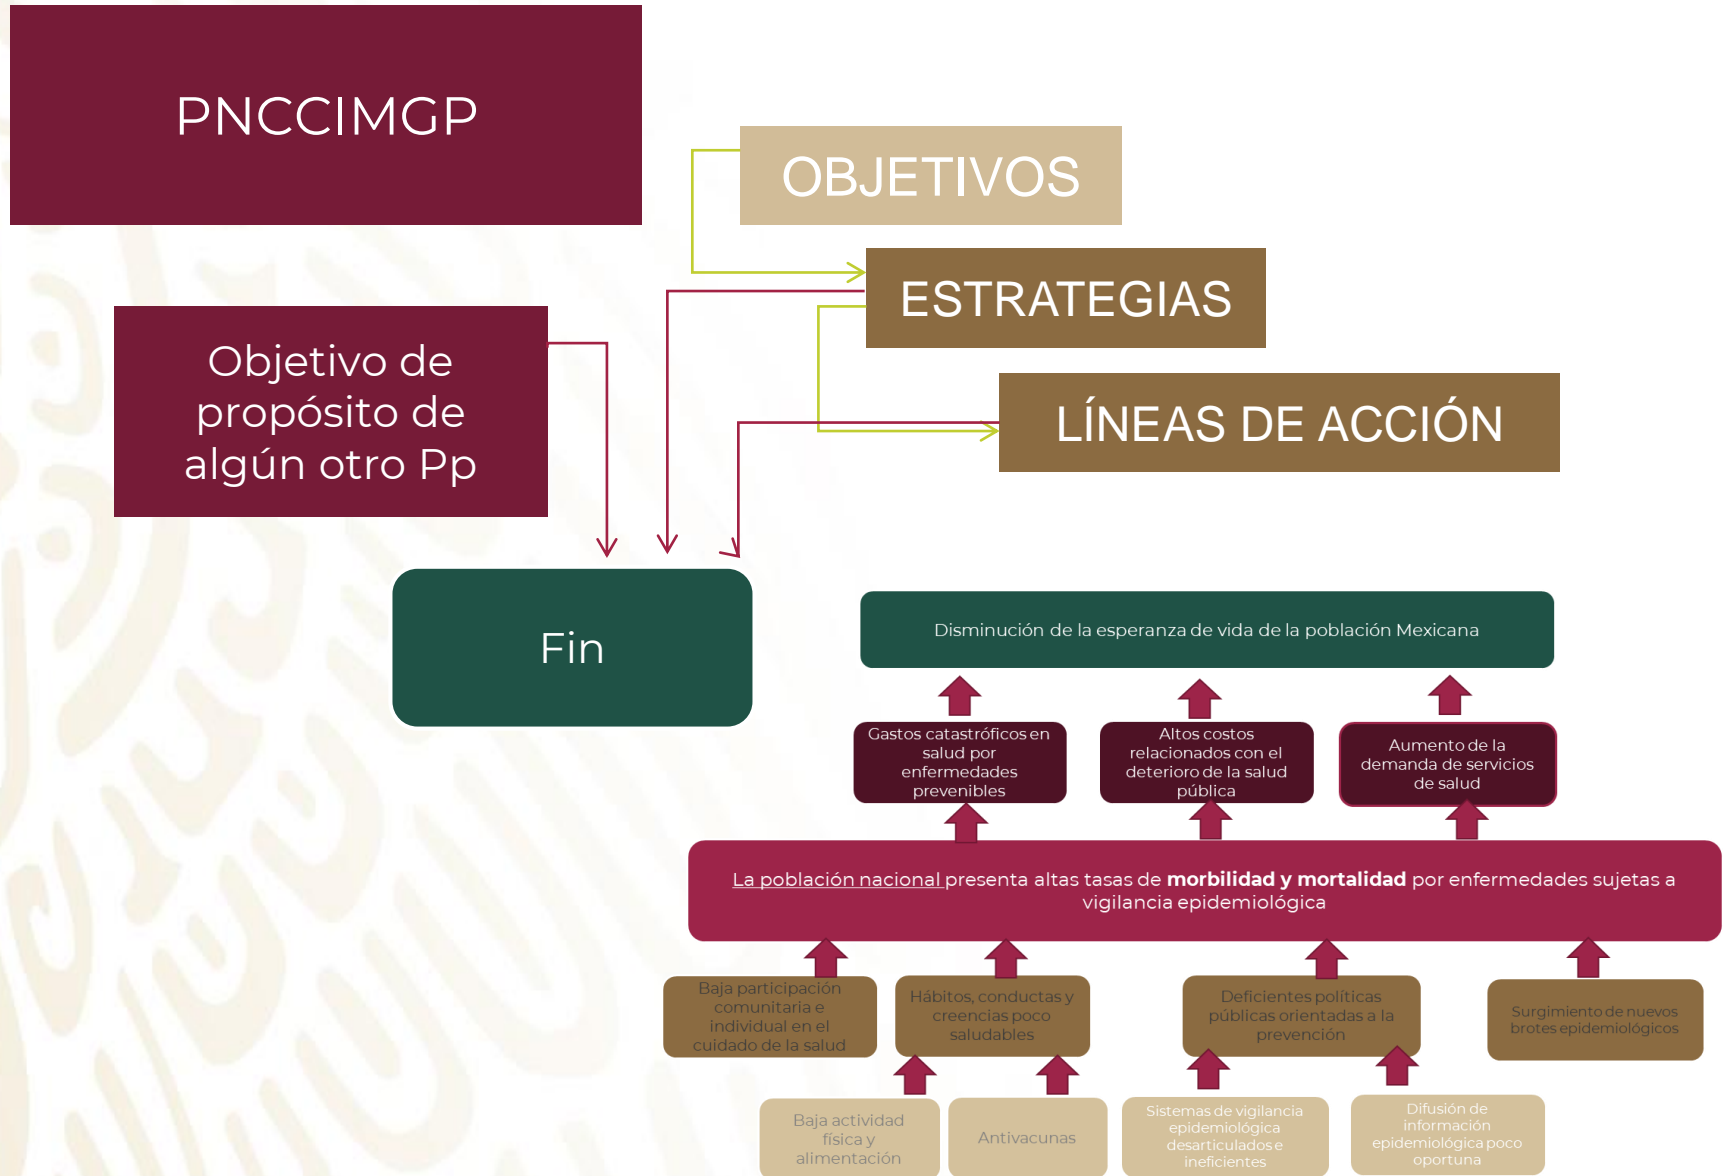 PNCCIMGP
OBJETIVOS
ESTRATEGIAS
LÍNEAS DE ACCIÓN
Objetivo de
propósito de
algún otro Pp
Fin
Disminución de la esperanza de vida de la población Mexicana
Gastos catastróficos en
salud por
enfermedades
prevenibles
Altos costos
relacionados con el
deterioro de la salud
pública
Aumento de la
demanda de servicios
de salud
La población nacional presenta altas tasas de morbilidad y mortalidad por enfermedades sujetas a
vigilancia epidemiológica
Baja participación
comunitaria e
individual en el
cuidado de la salud
Hábitos, conductas y
creencias poco
saludables
Deficientes políticas
públicas orientadas a la
prevención
Surgimiento de nuevos
brotes epidemiológicos
Baja actividad
física y
alimentación
Antivacunas
Sistemas de vigilancia
epidemiológica
desarticulados e
ineficientes
Difusión de
información
epidemiológica poco
oportuna